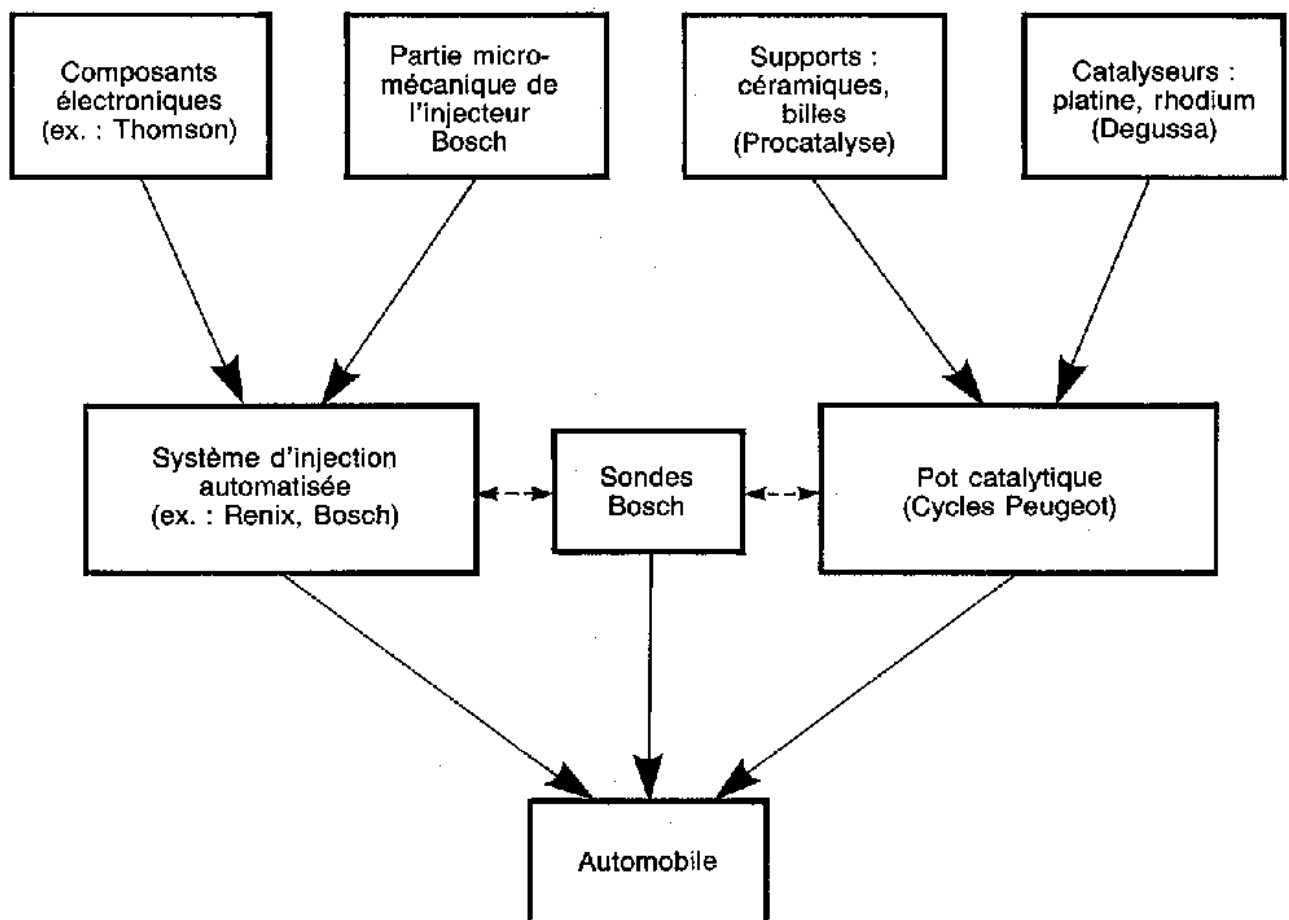 Composants
électroniques
(ex. : Thomson)
Partie micro-
mécanique de
l'injecteur
Bosch
Supports :
céramiques,
billes
(Procatalyse)
Catalyseurs :
platine, rhodium
(Degussa)
Système d'injection
automatisée
(ex. : Renix, Bosch)
Sondes
Bosch
Pot catalytique
(Cycles Peugeot)
Automobile